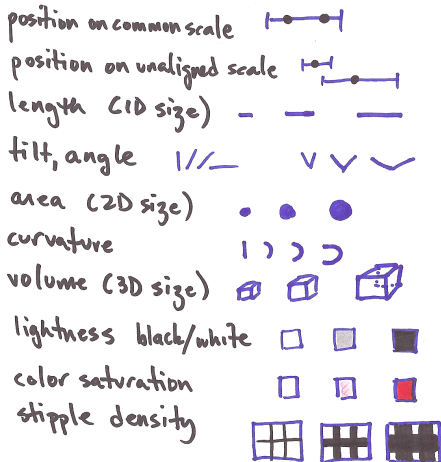 position on common scale
position on unaligned scale
length (1D size)
tilt, angle
area (2D size)
curvature
volume (3D size)
lightness black/white
color saturation
stipple density